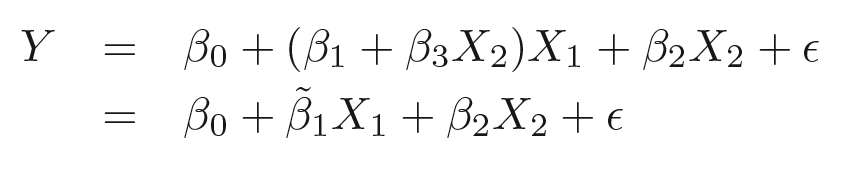 Y = β₀ + (β₁ + β₃X₂)X₁ + β₂X₂ + ϵ
= β₀ + β̃₁X₁ + β₂X₂ + ϵ